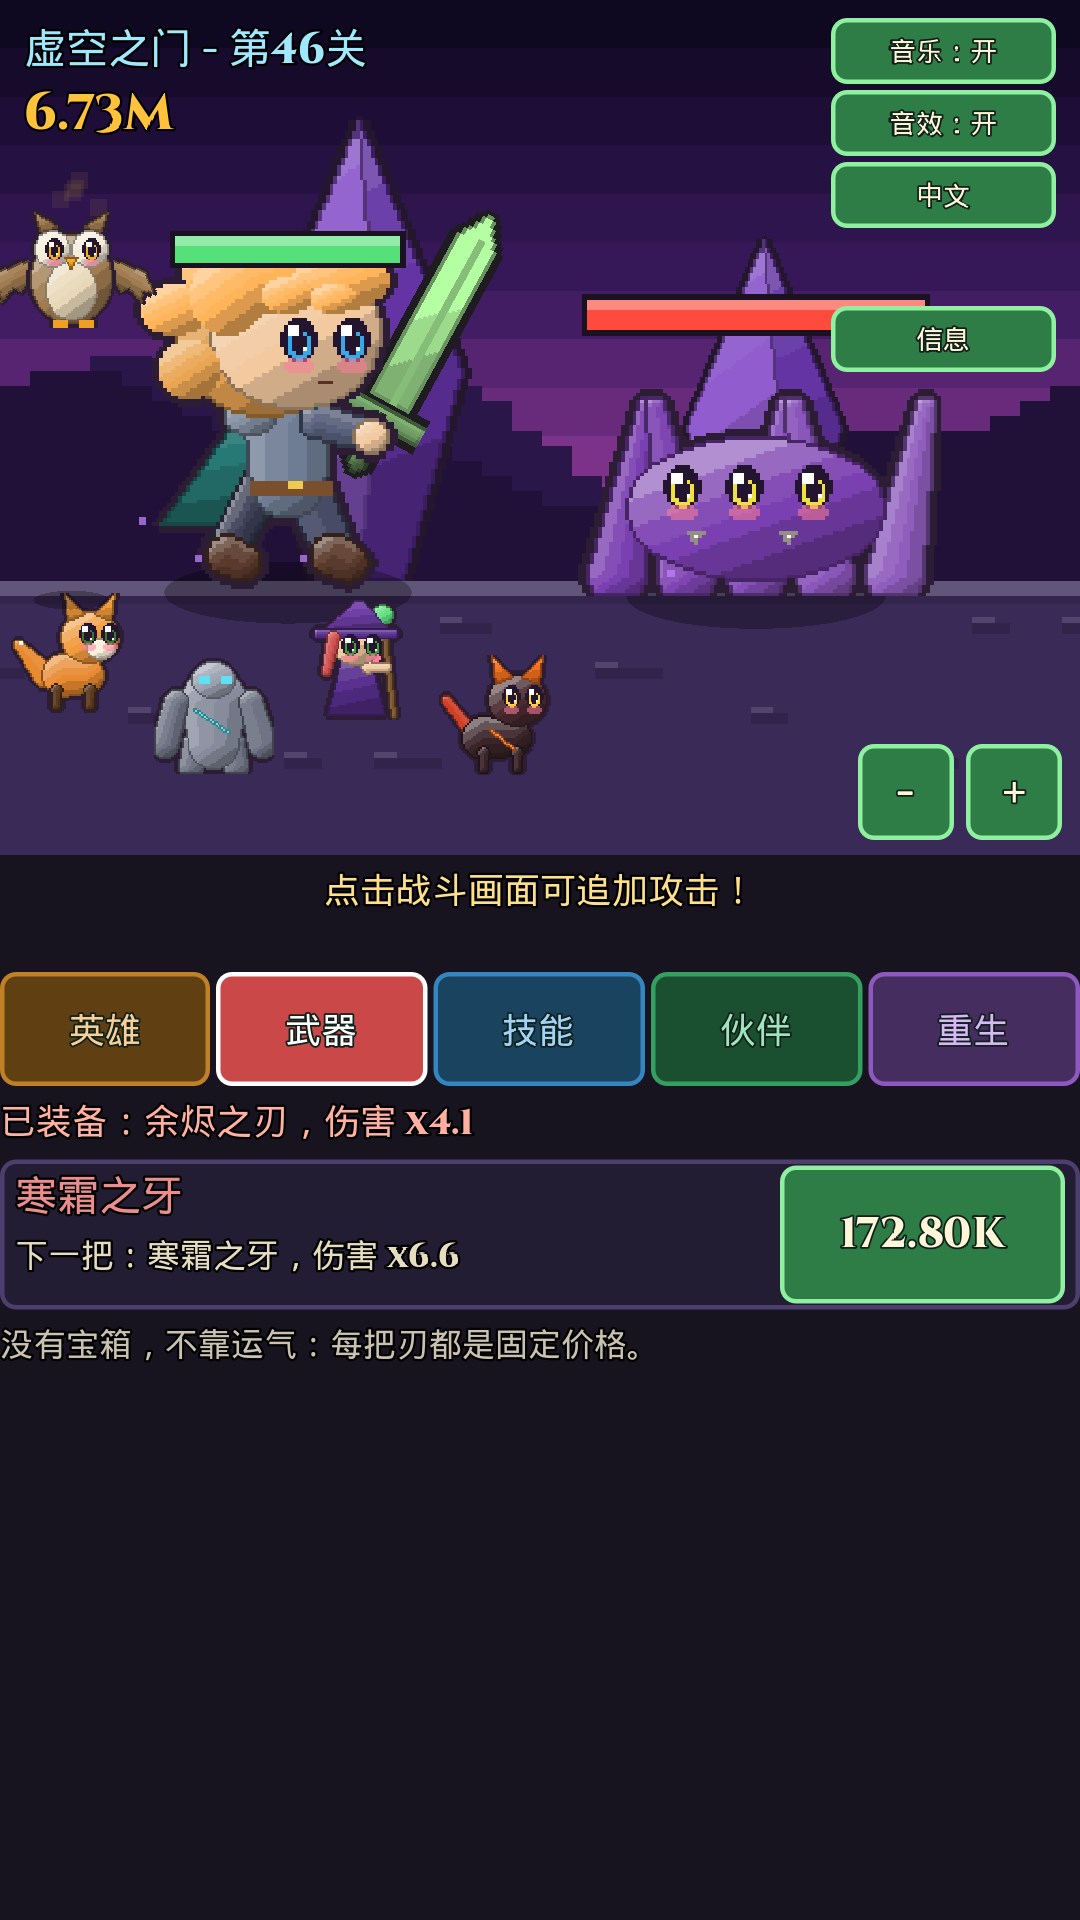 虚空之门 - 第46关
6.73M
音乐：开
音效：开
中文
信息
-
+
点击战斗画面可追加攻击！
英雄
武器
技能
伙伴
重生
已装备：余烬之刃，伤害 x4.1
寒霜之牙
下一把：寒霜之牙，伤害 x6.6
172.80K
没有宝箱，不靠运气：每把刃都是固定价格。